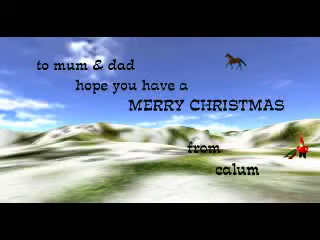 to mum & dad
hope you have a
MERRY CHRISTMAS
from
calum